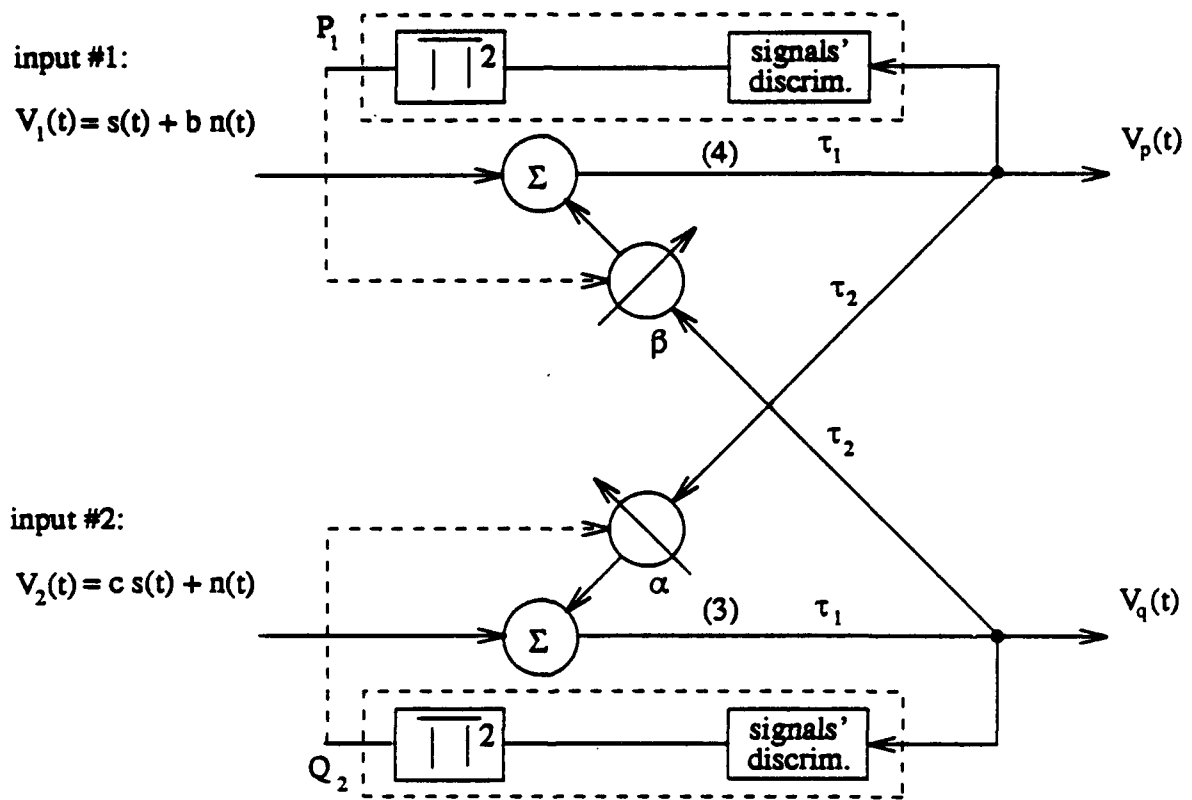 P₁
| |²
signals'
discrim.
input #1:
V₁(t) = s(t) + b n(t)
Σ
(4)
τ₁
Vₚ(t)
β
τ₂
τ₂
input #2:
V₂(t) = c s(t) + n(t)
α
Σ
(3)
τ₁
V_q(t)
Q₂
| |²
signals'
discrim.